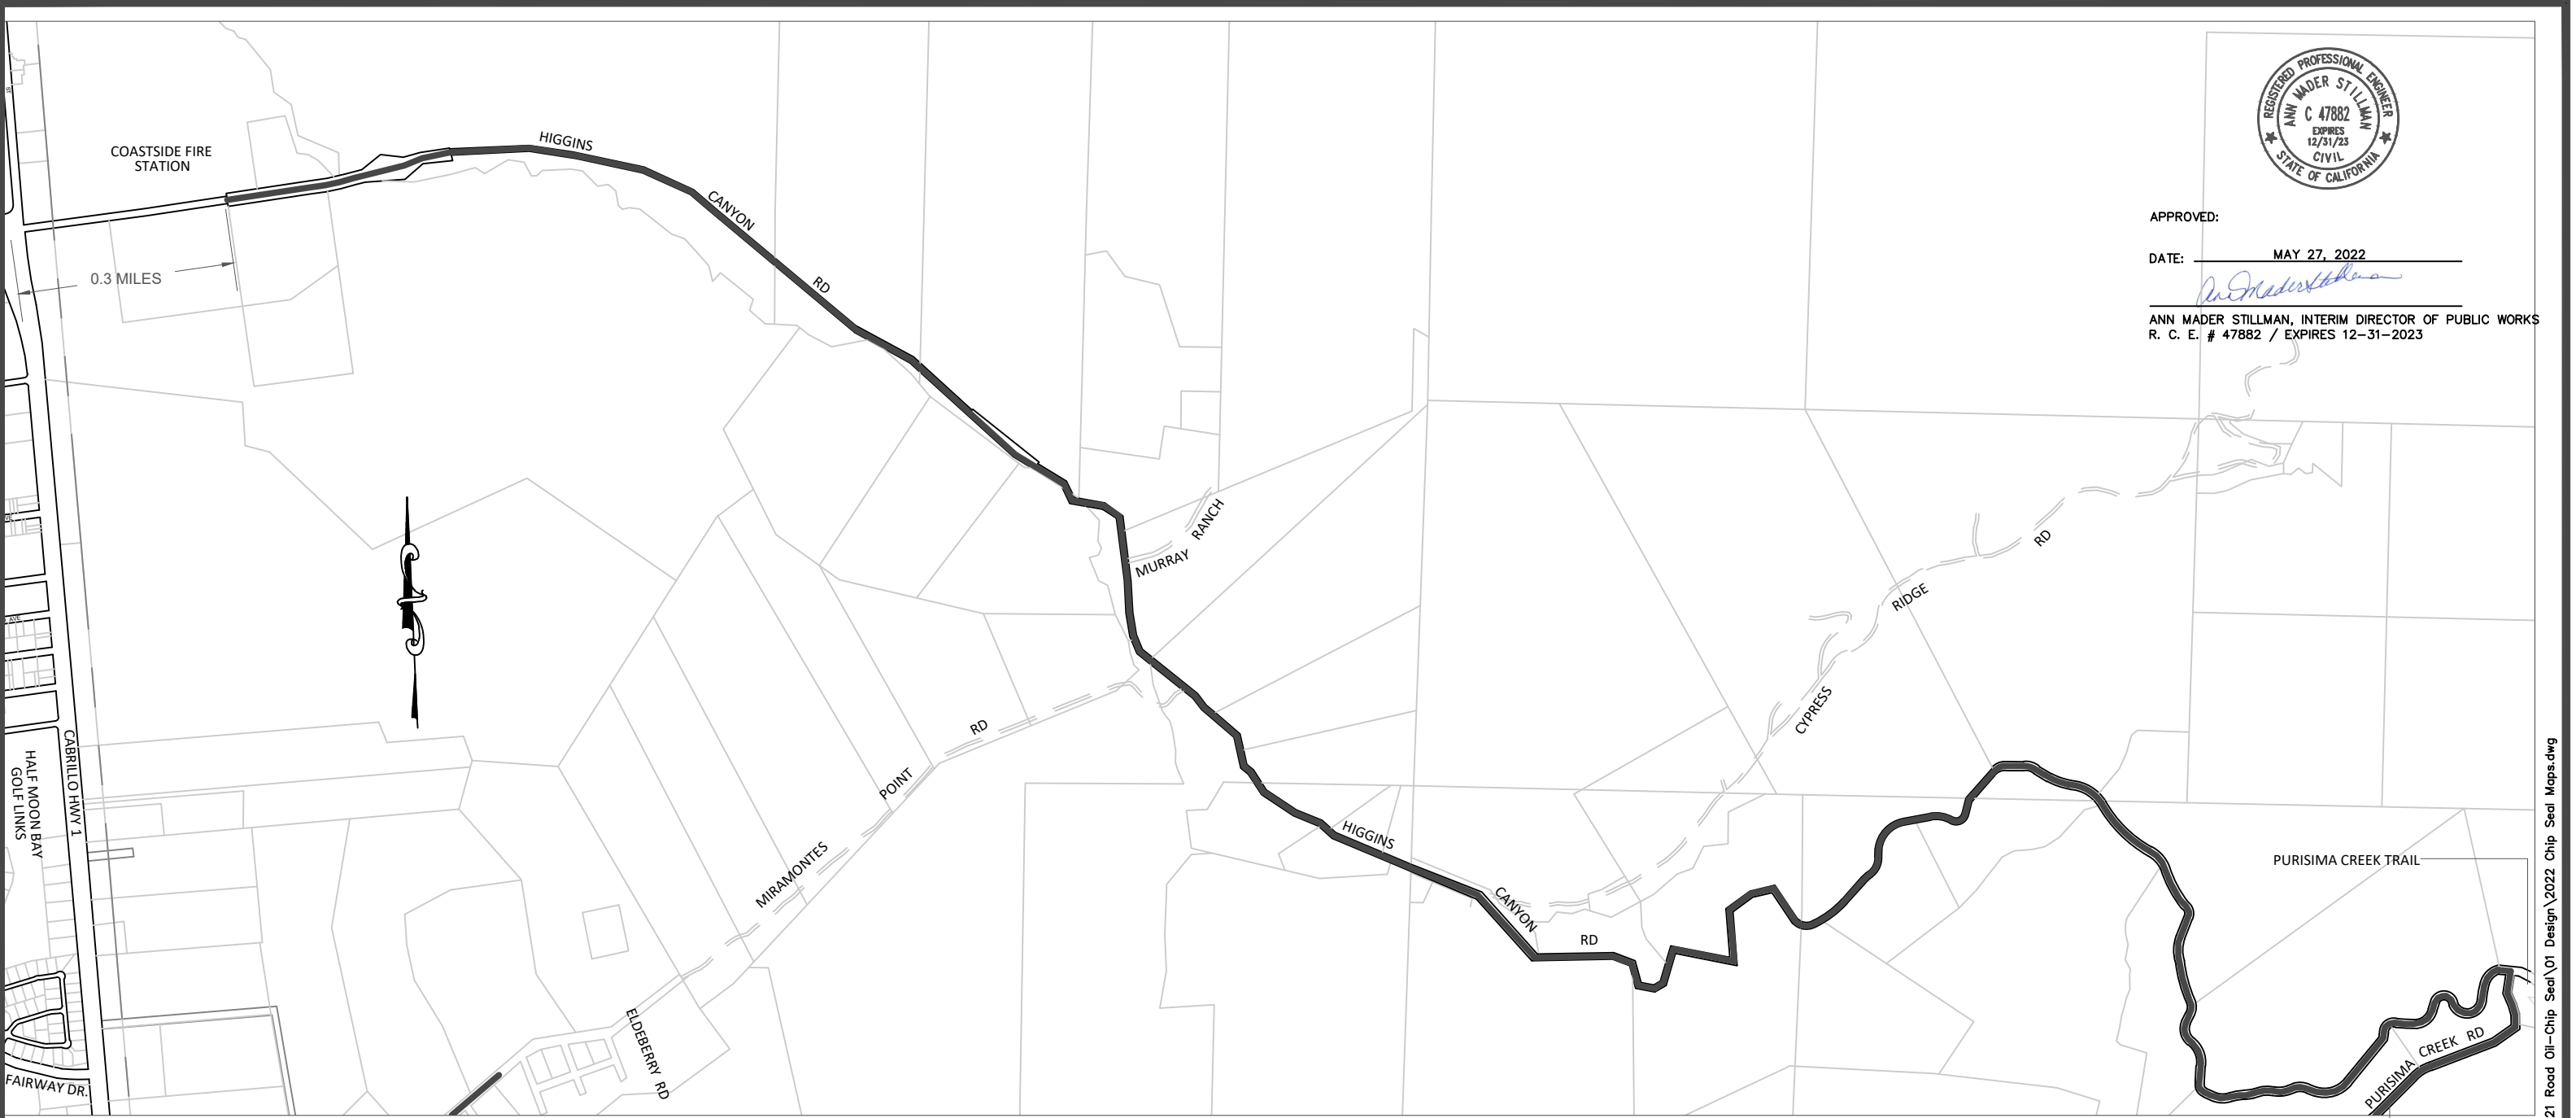 REGISTERED PROFESSIONAL ENGINEER
ANN MADER STILLMAN
C 47882
EXPIRES
12/31/23
CIVIL
STATE OF CALIFORNIA
APPROVED:
DATE: MAY 27, 2022
Ann Mader Stillman
ANN MADER STILLMAN, INTERIM DIRECTOR OF PUBLIC WORKS
R. C. E. # 47882 / EXPIRES 12-31-2023
COASTSIDE FIRE
STATION
HIGGINS
CANYON
RD
0.3 MILES
MURRAY
RANCH
CYPRESS
RIDGE
RD
MIRAMONTES
POINT
RD
CABRILLO HWY 1
HALF MOON BAY
GOLF LINKS
HIGGINS
CANYON
RD
PURISIMA CREEK TRAIL
PURISIMA
CREEK
RD
ELDEBERRY RD
FAIRWAY DR.
AVE
21 Road Oil-Chip Seal\01 Design\2022 Chip Seal Maps.dwg